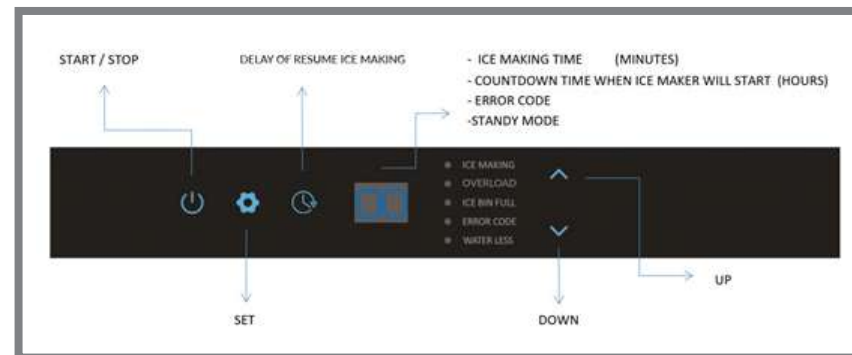 START / STOP
DELAY OF RESUME ICE MAKING
- ICE MAKING TIME (MINUTES)
- COUNTDOWN TIME WHEN ICE MAKER WILL START (HOURS)
- ERROR CODE
-STANDY MODE
ICE MAKING
OVERLOAD
ICE BIN FULL
ERROR CODE
WATER LESS
UP
SET
DOWN